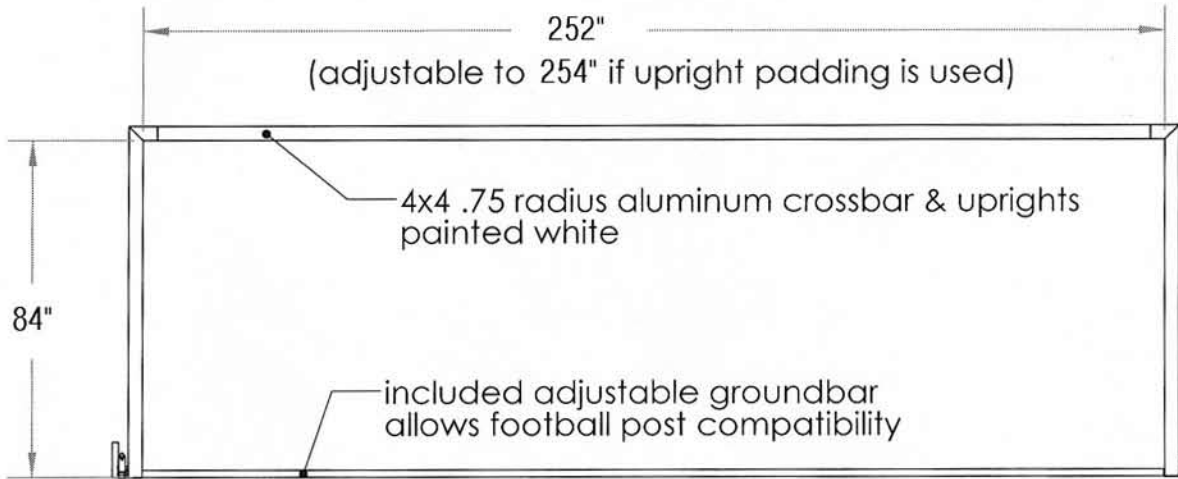 252"
(adjustable to 254" if upright padding is used)
4x4 .75 radius aluminum crossbar & uprights
painted white
84"
included adjustable groundbar
allows football post compatibility